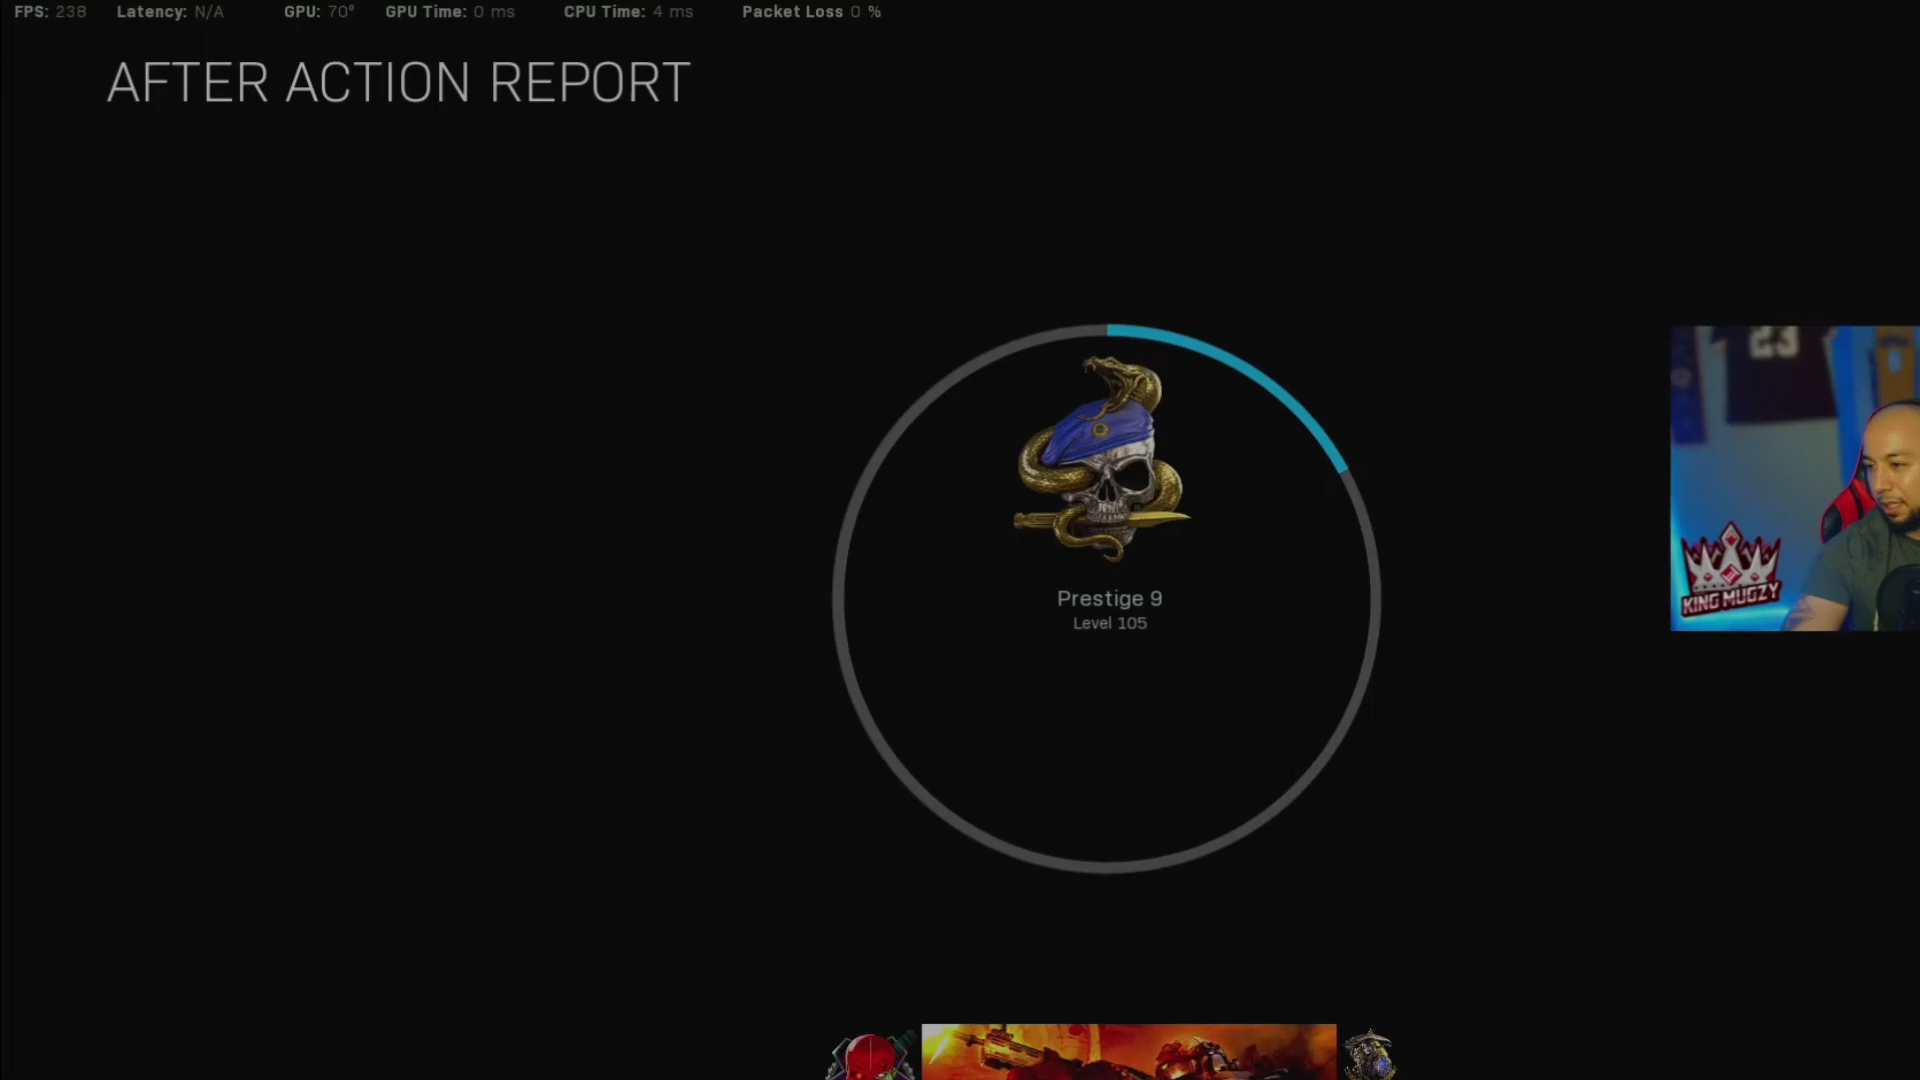 FPS: 238 Latency: N/A GPU: 70° GPU Time: 0 ms CPU Time: 4 ms Packet Loss 0 %
AFTER ACTION REPORT
23
Prestige 9
Level 105
KING MUGZY